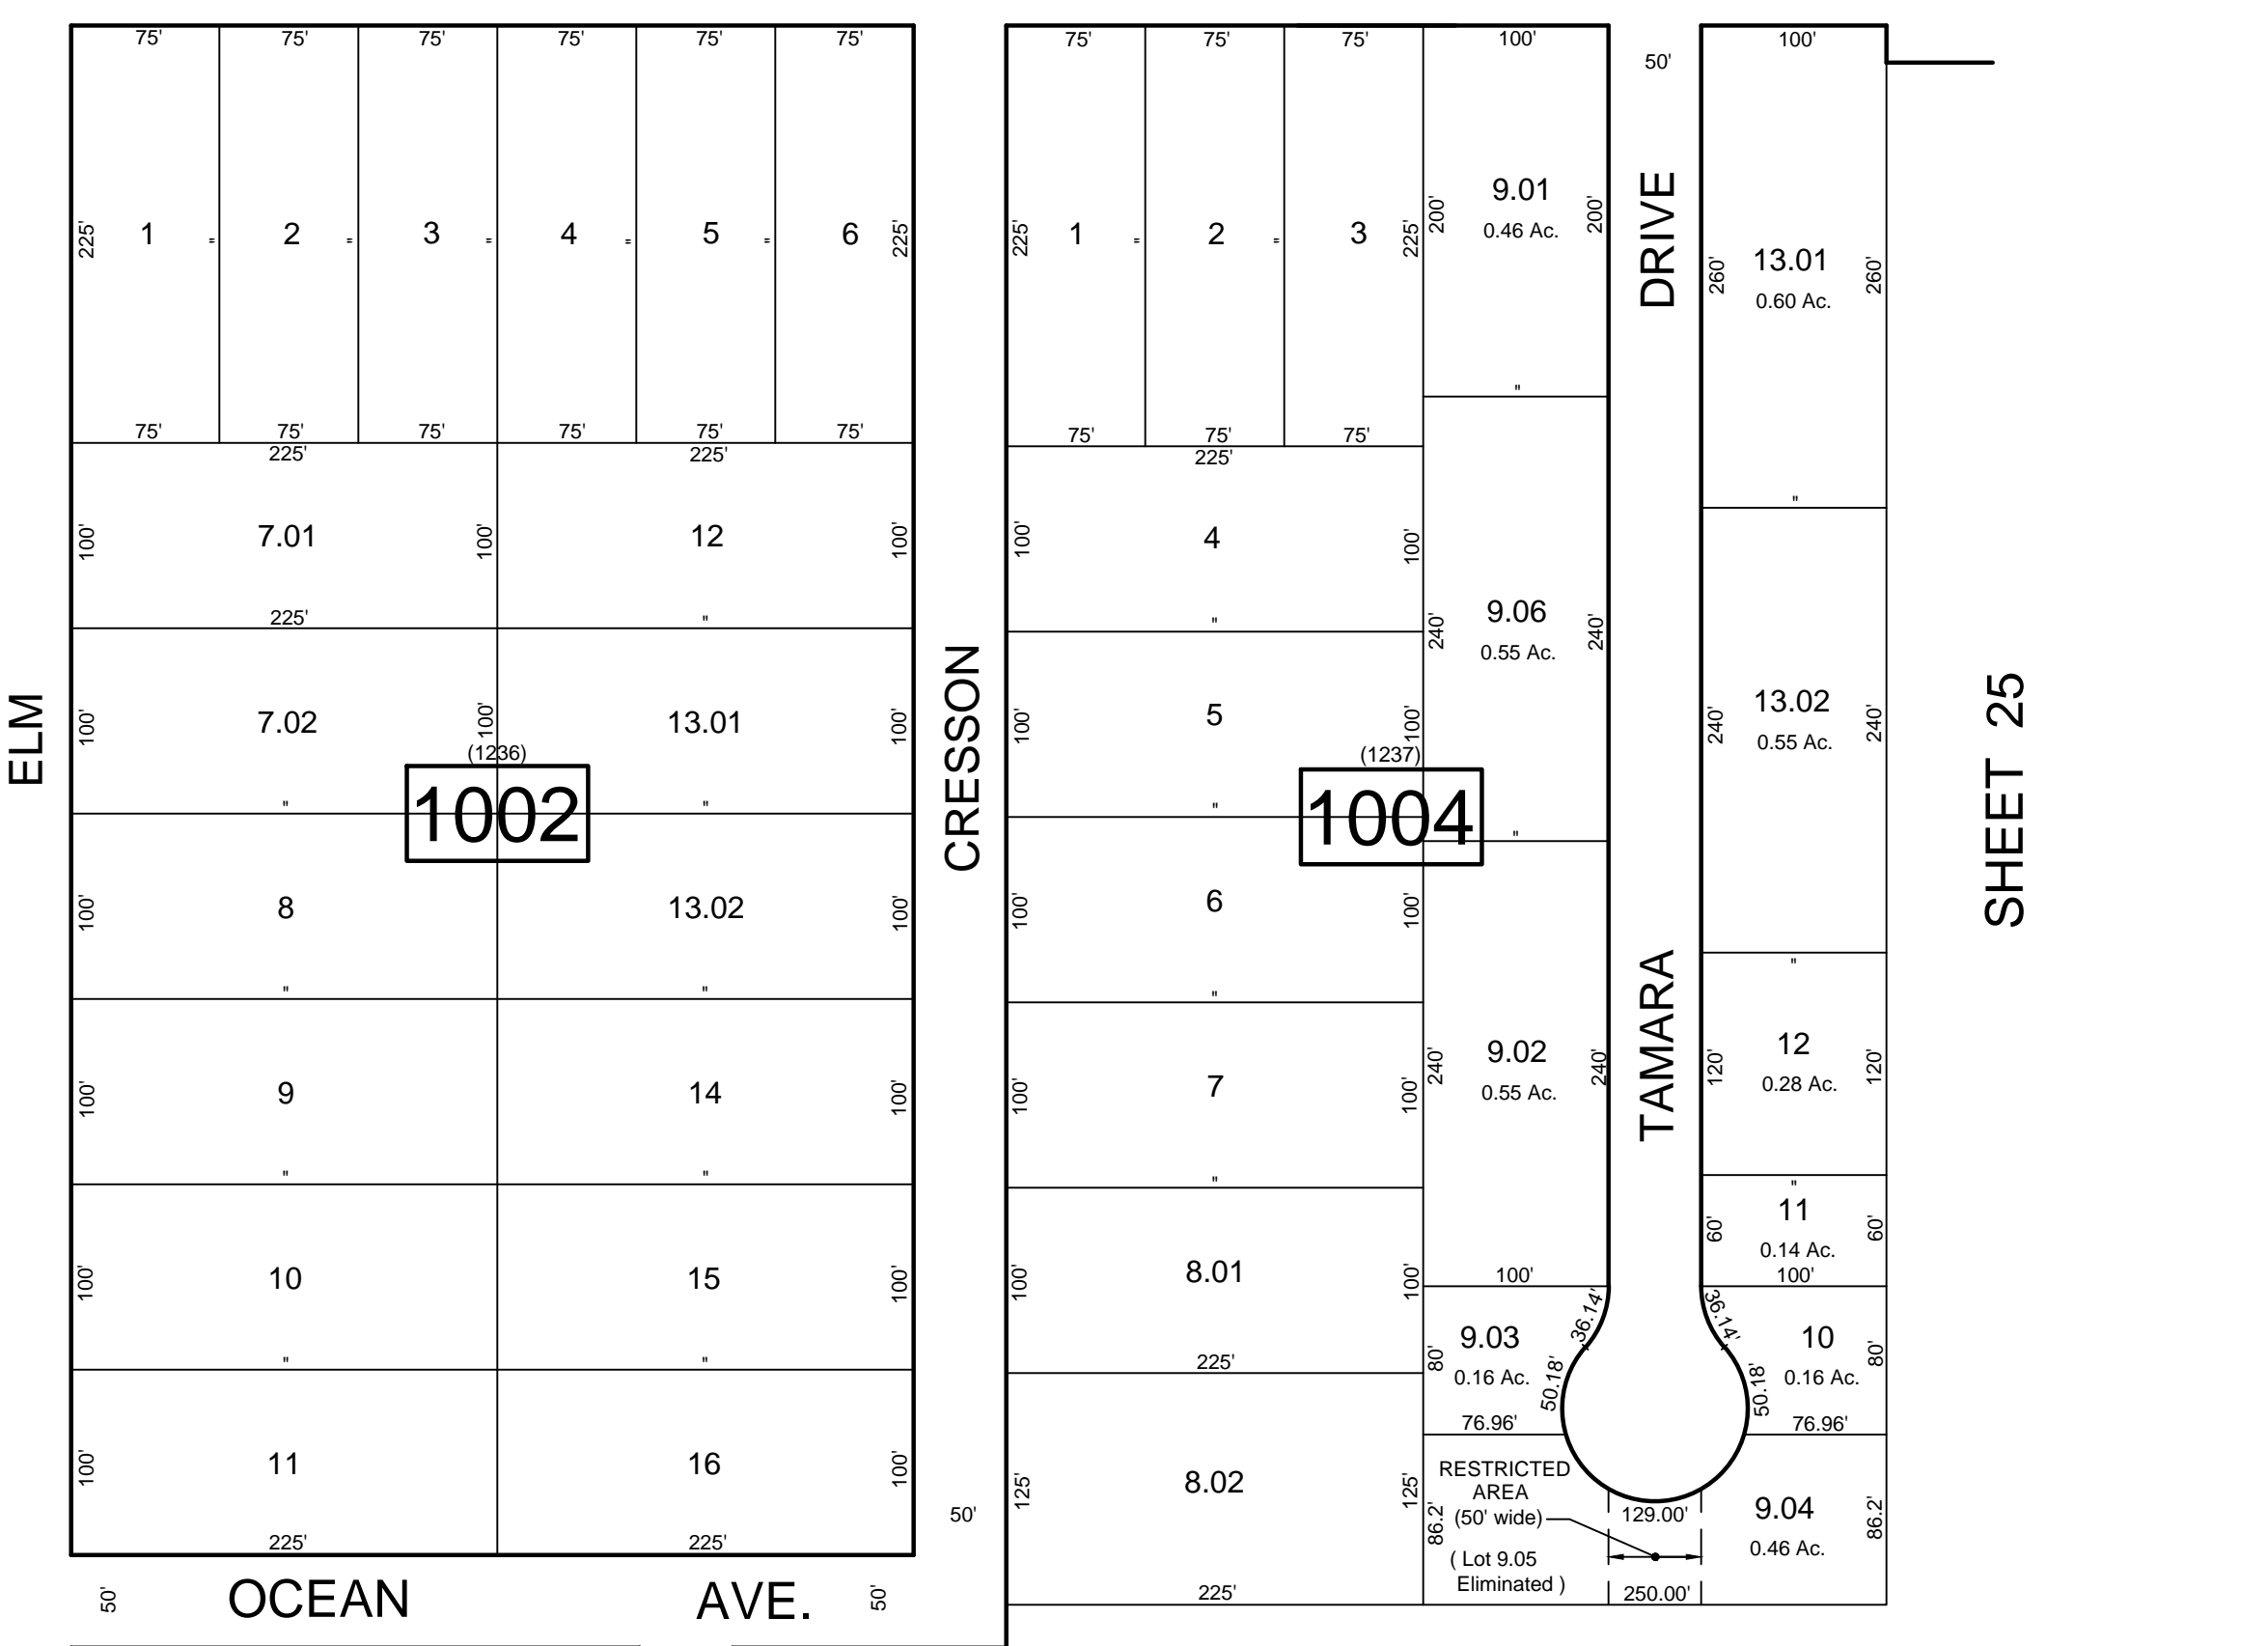 75' 75' 75' 75' 75' 75'
225' 1 " 2 " 3 " 4 " 5 " 6 225'
75' 75' 75' 75' 75' 75'
225' 225'
100' 7.01 100' 12 100'
225' "
100' 7.02 100' 13.01 100'
(1236)
1002
" "
100' 8 13.02 100'
" "
100' 9 14 100'
" "
100' 10 15 100'
" "
100' 11 16 100'
225' 225'
ELM
50' OCEAN AVE. 50'
CRESSON
50'
75' 75' 75' 100'
225' 1 " 2 " 3 225'
75' 75' 75'
225'
100' 4 100'
"
100' 5 100'
(1237)
1004
"
100' 6 100'
"
100' 7 100'
"
100' 8.01 100'
225'
125' 8.02 125'
225'
200' 9.01 200'
0.46 Ac.
"
240' 9.06 240'
0.55 Ac.
"
240' 9.02 240'
0.55 Ac.
100'
36.14'
80' 9.03
0.16 Ac.
50.18'
76.96'
RESTRICTED
AREA
(50' wide)
86.2'
( Lot 9.05
Eliminated )
129.00'
250.00'
50'
TAMARA DRIVE
100'
260' 13.01 260'
0.60 Ac.
"
240' 13.02 240'
0.55 Ac.
"
120' 12 120'
0.28 Ac.
"
60' 11 60'
0.14 Ac.
100'
36.14'
10 80'
0.16 Ac.
50.18'
76.96'
9.04 86.2'
0.46 Ac.
SHEET 25